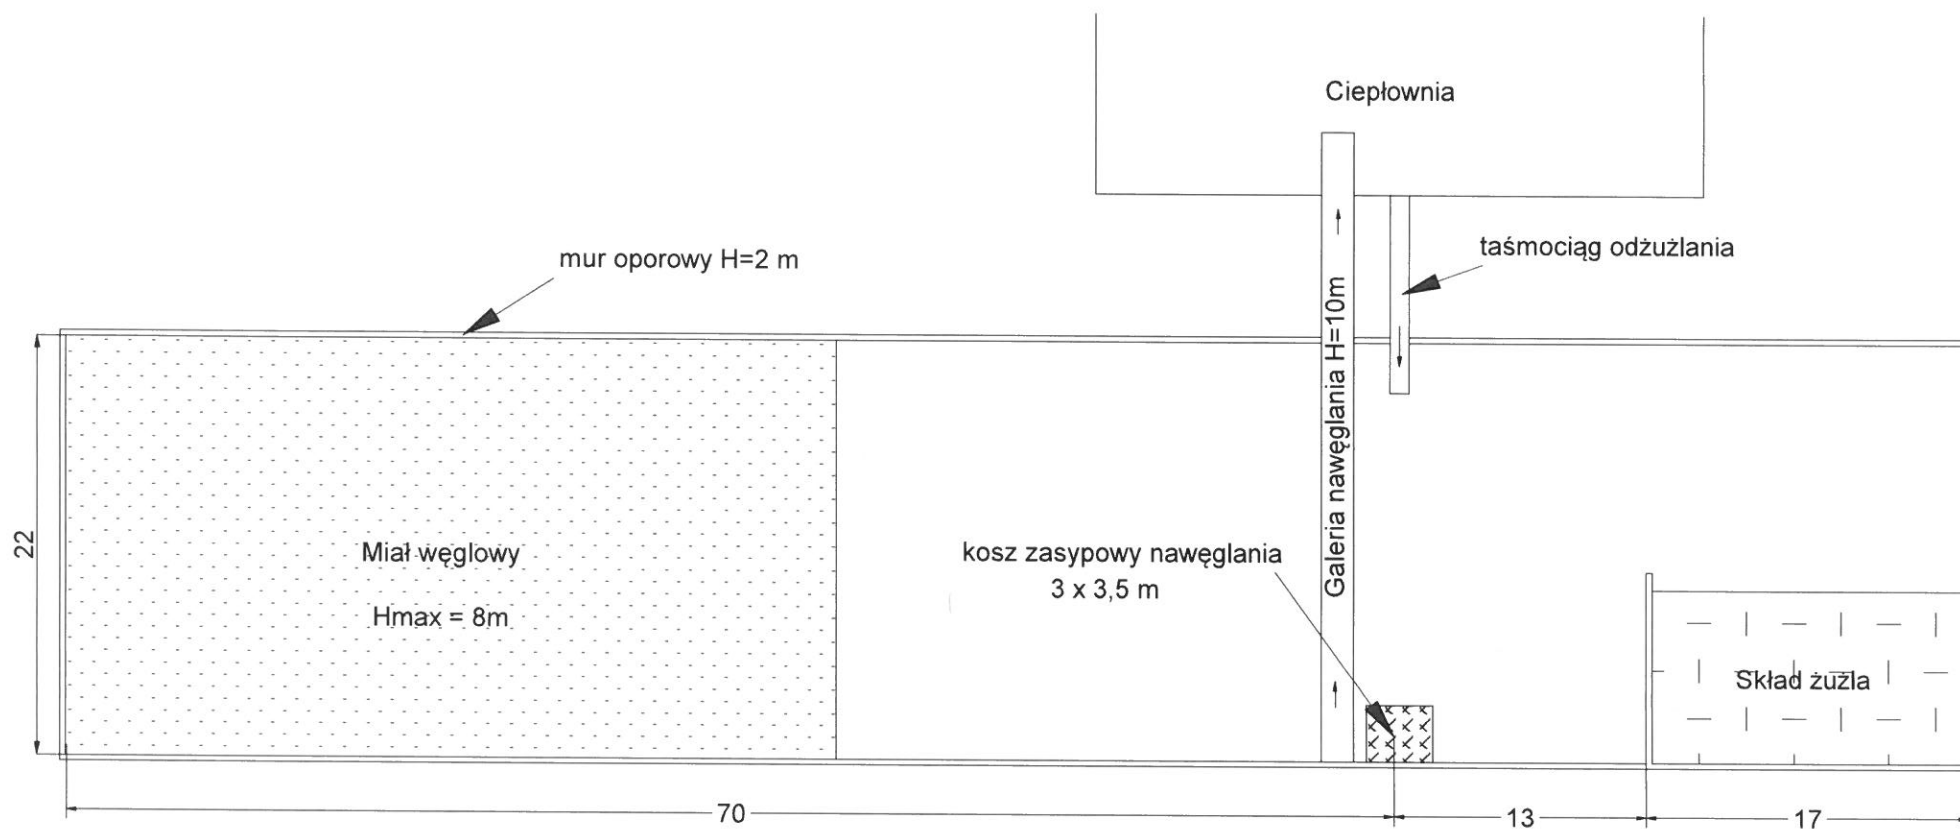 Ciepłownia
taśmociąg odżużlania
mur oporowy H=2 m
Galeria nawęglania H=10m
22
Miał węglowy
Hmax = 8m
kosz zasypowy nawęglania
3 x 3,5 m
Skład żużla
70
13
17